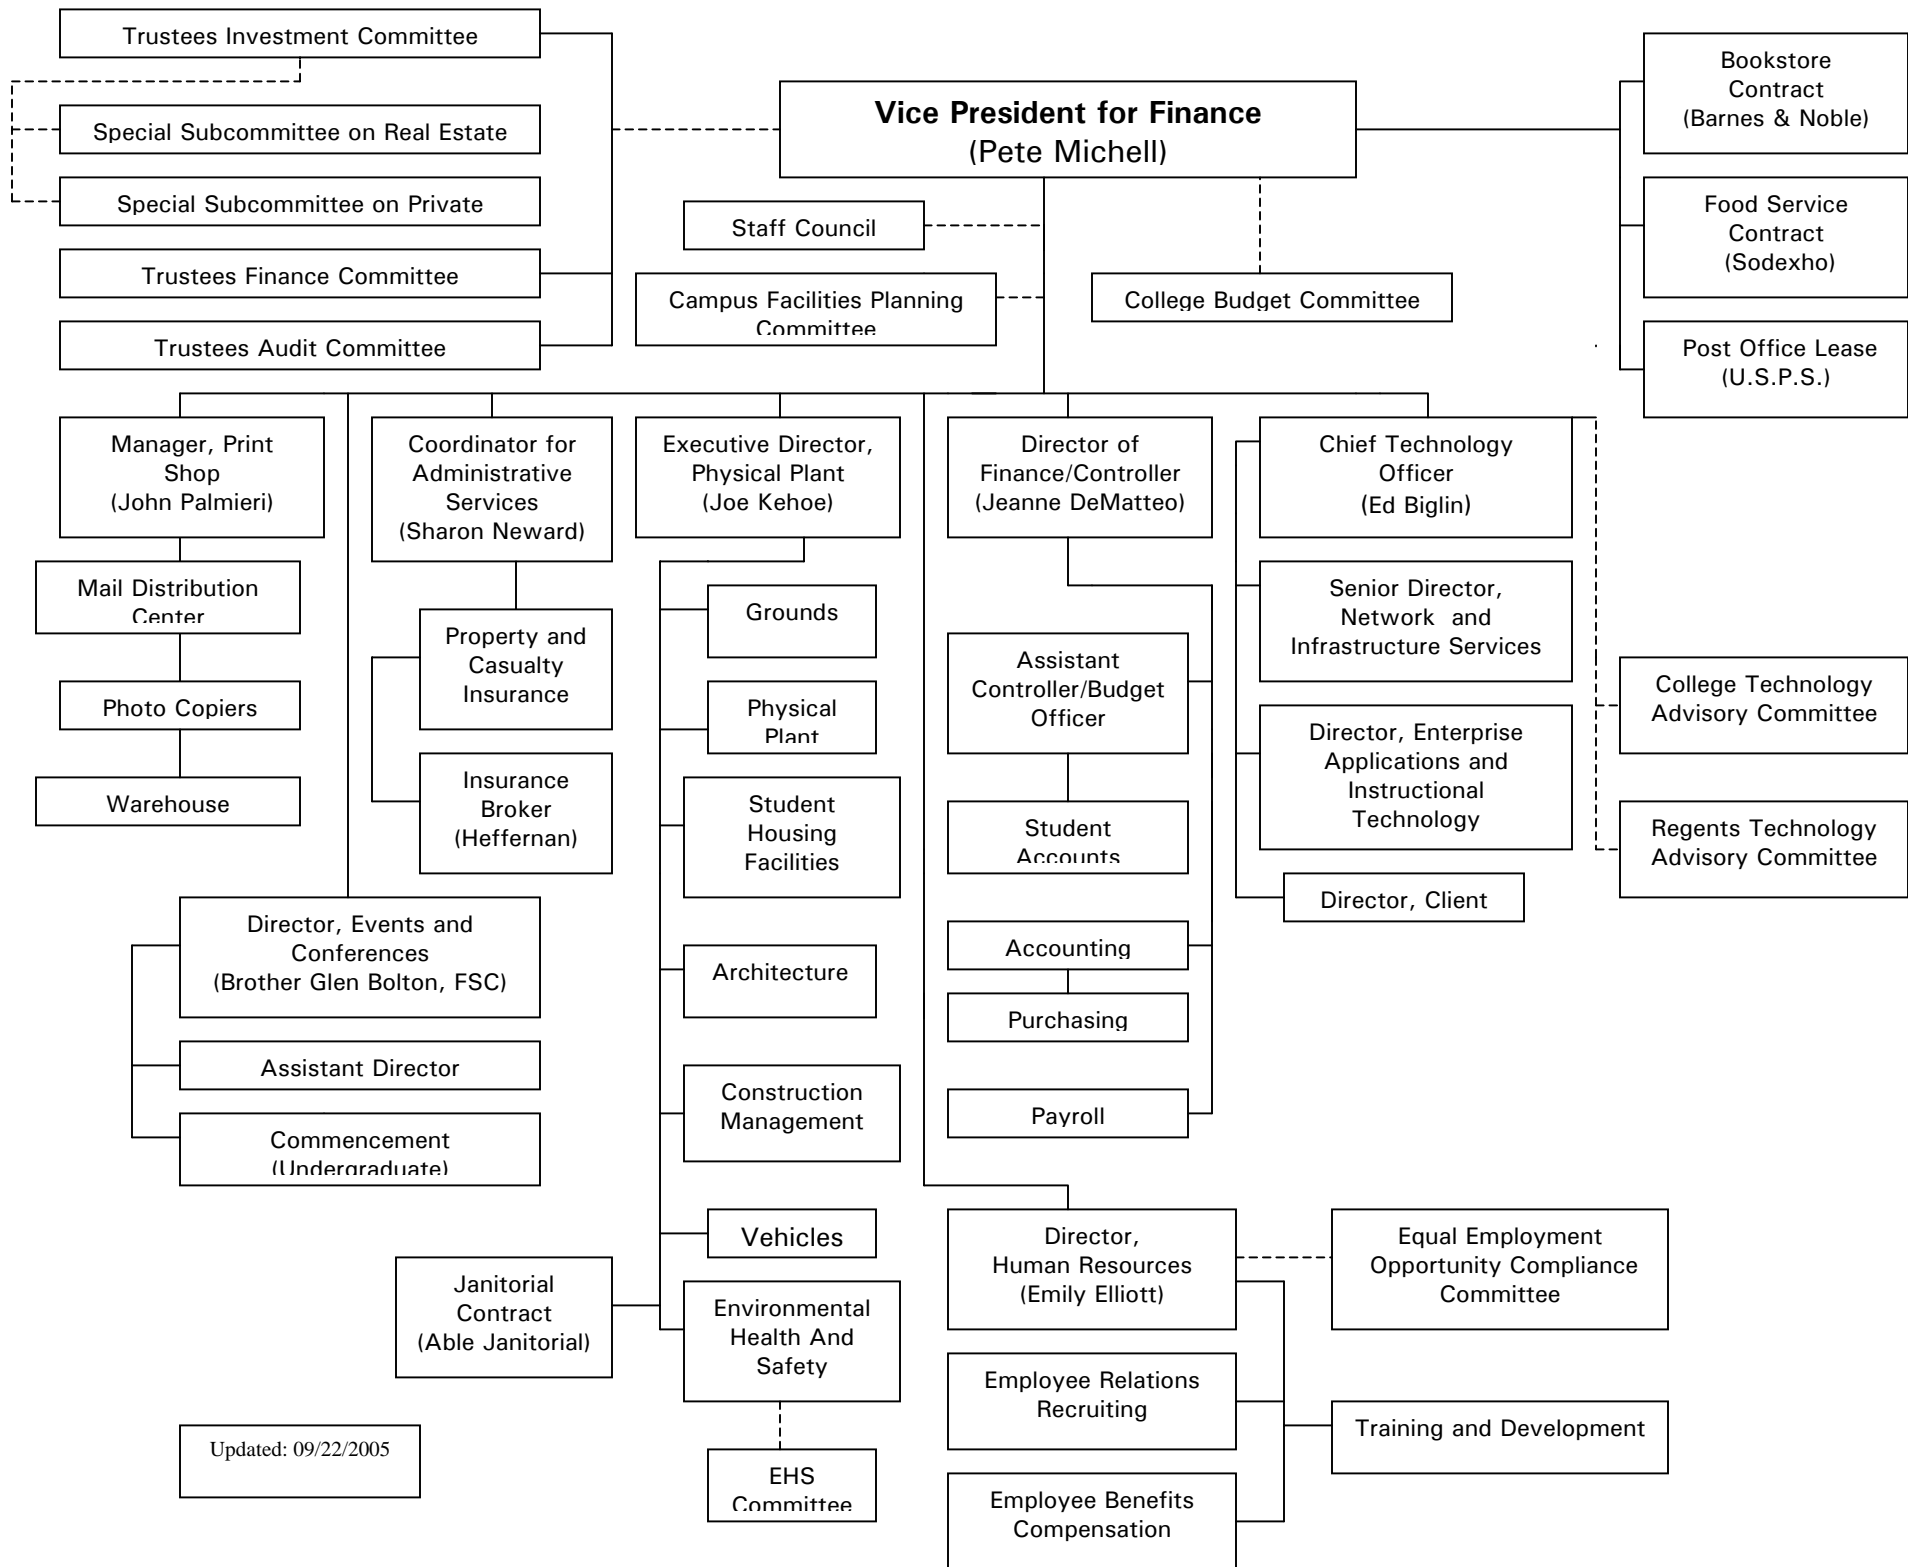 Trustees Investment Committee
Special Subcommittee on Real Estate
Special Subcommittee on Private
Trustees Finance Committee
Trustees Audit Committee
Vice President for Finance
(Pete Michell)
Staff Council
Campus Facilities Planning
Committee
College Budget Committee
Bookstore
Contract
(Barnes & Noble)
Food Service
Contract
(Sodexho)
Post Office Lease
(U.S.P.S.)
Manager, Print
Shop
(John Palmieri)
Mail Distribution
Center
Photo Copiers
Warehouse
Coordinator for
Administrative
Services
(Sharon Neward)
Property and
Casualty
Insurance
Insurance
Broker
(Heffernan)
Director, Events and
Conferences
(Brother Glen Bolton, FSC)
Assistant Director
Commencement
(Undergraduate)
Executive Director,
Physical Plant
(Joe Kehoe)
Grounds
Physical
Plant
Student
Housing
Facilities
Architecture
Construction
Management
Vehicles
Janitorial
Contract
(Able Janitorial)
Environmental
Health And
Safety
EHS
Committee
Director of
Finance/Controller
(Jeanne DeMatteo)
Assistant
Controller/Budget
Officer
Student
Accounts
Accounting
Purchasing
Payroll
Chief Technology
Officer
(Ed Biglin)
Senior Director,
Network and
Infrastructure Services
Director, Enterprise
Applications and
Instructional
Technology
Director, Client
College Technology
Advisory Committee
Regents Technology
Advisory Committee
Director,
Human Resources
(Emily Elliott)
Equal Employment
Opportunity Compliance
Committee
Employee Relations
Recruiting
Training and Development
Employee Benefits
Compensation
Updated: 09/22/2005